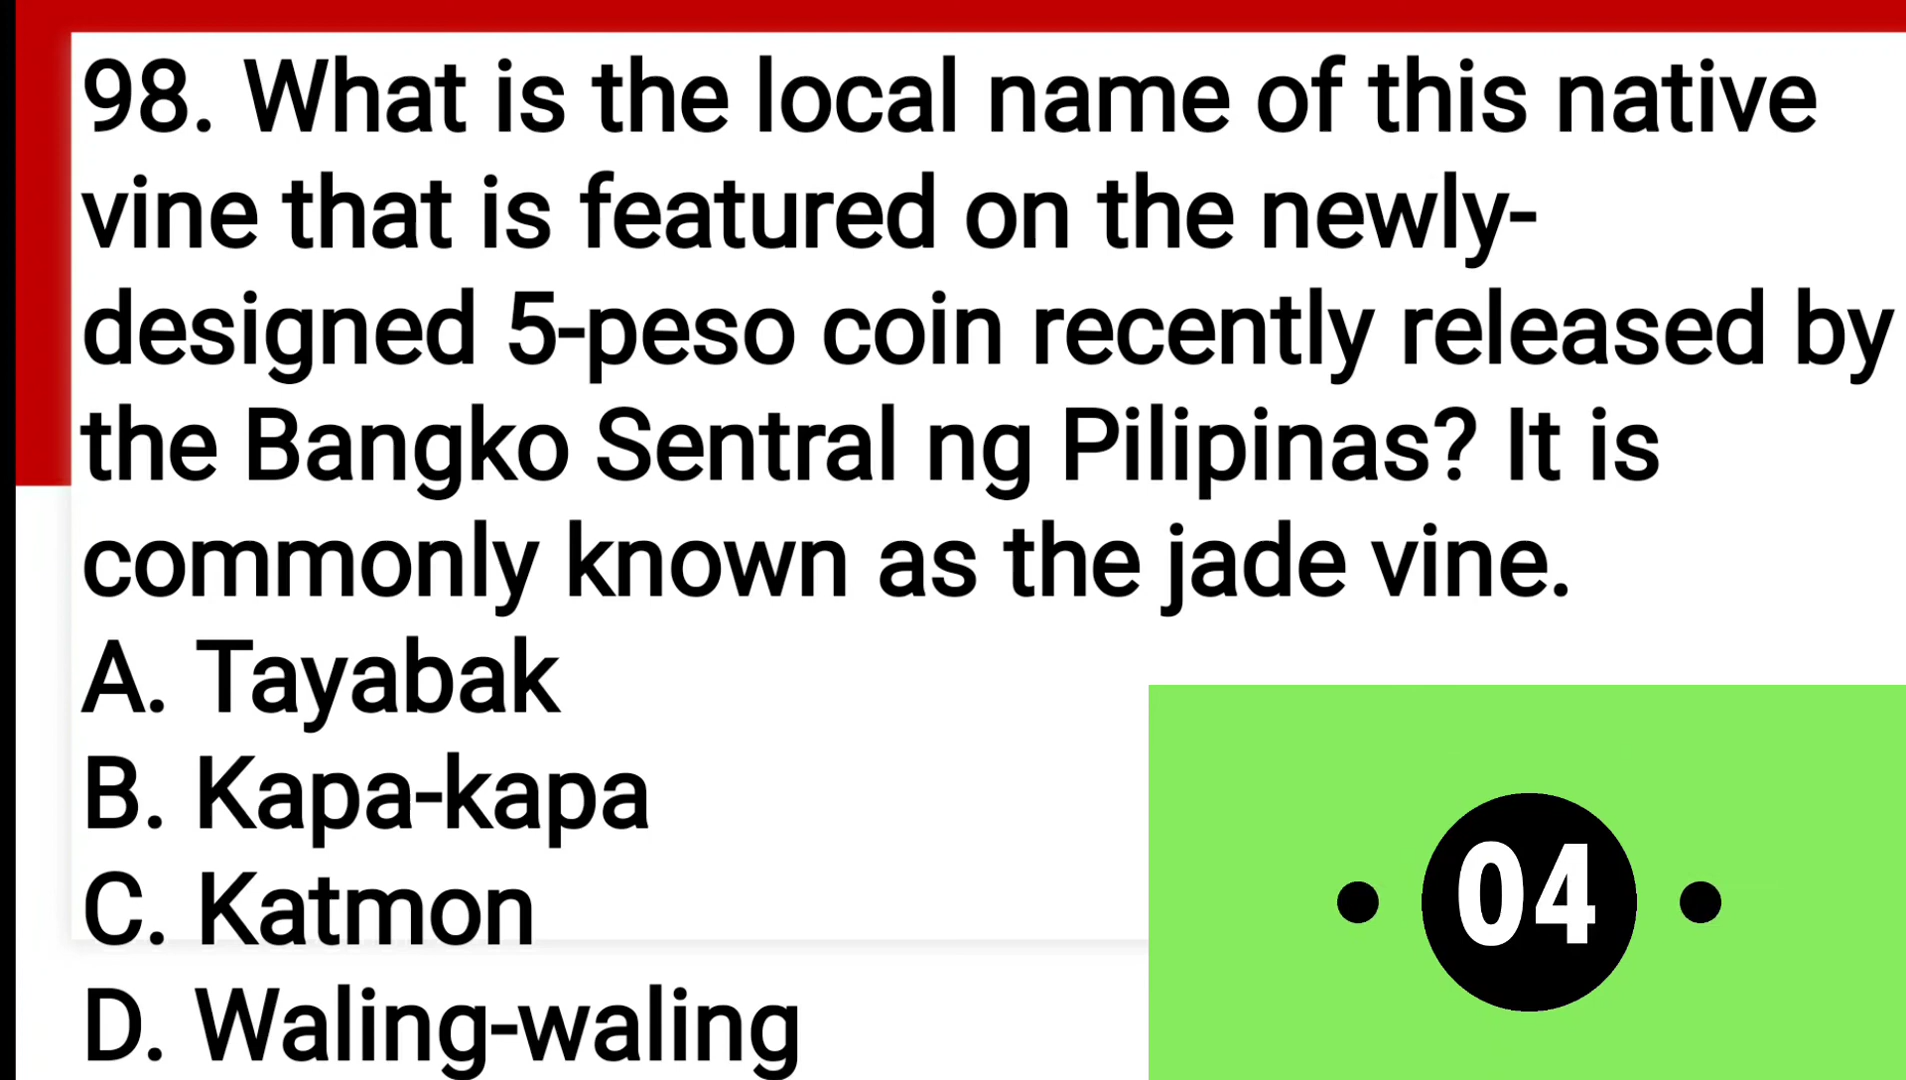 98. What is the local name of this native
vine that is featured on the newly-
designed 5-peso coin recently released by
the Bangko Sentral ng Pilipinas? It is
commonly known as the jade vine.
A. Tayabak
B. Kapa-kapa
C. Katmon
D. Waling-waling
04